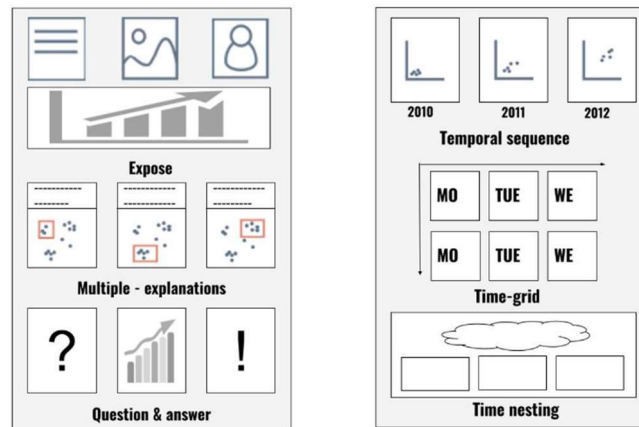 Expose
Multiple - explanations
?
!
Question & answer
2010
2011
2012
Temporal sequence
MO
TUE
WE
MO
TUE
WE
Time-grid
Time nesting